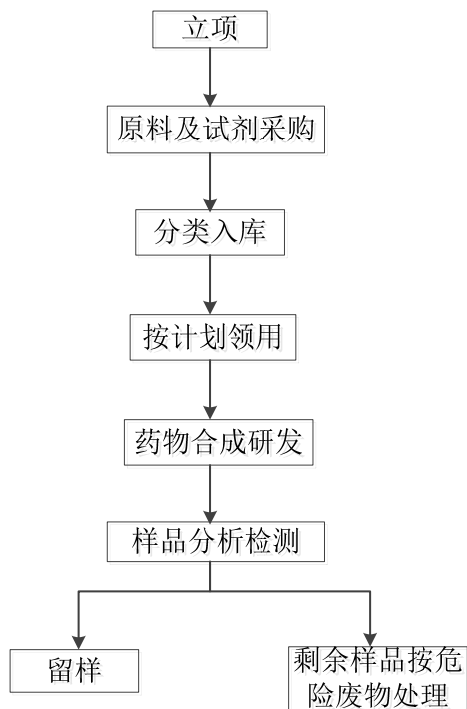 立项
原料及试剂采购
分类入库
按计划领用
药物合成研发
样品分析检测
留样
剩余样品按危
险废物处理